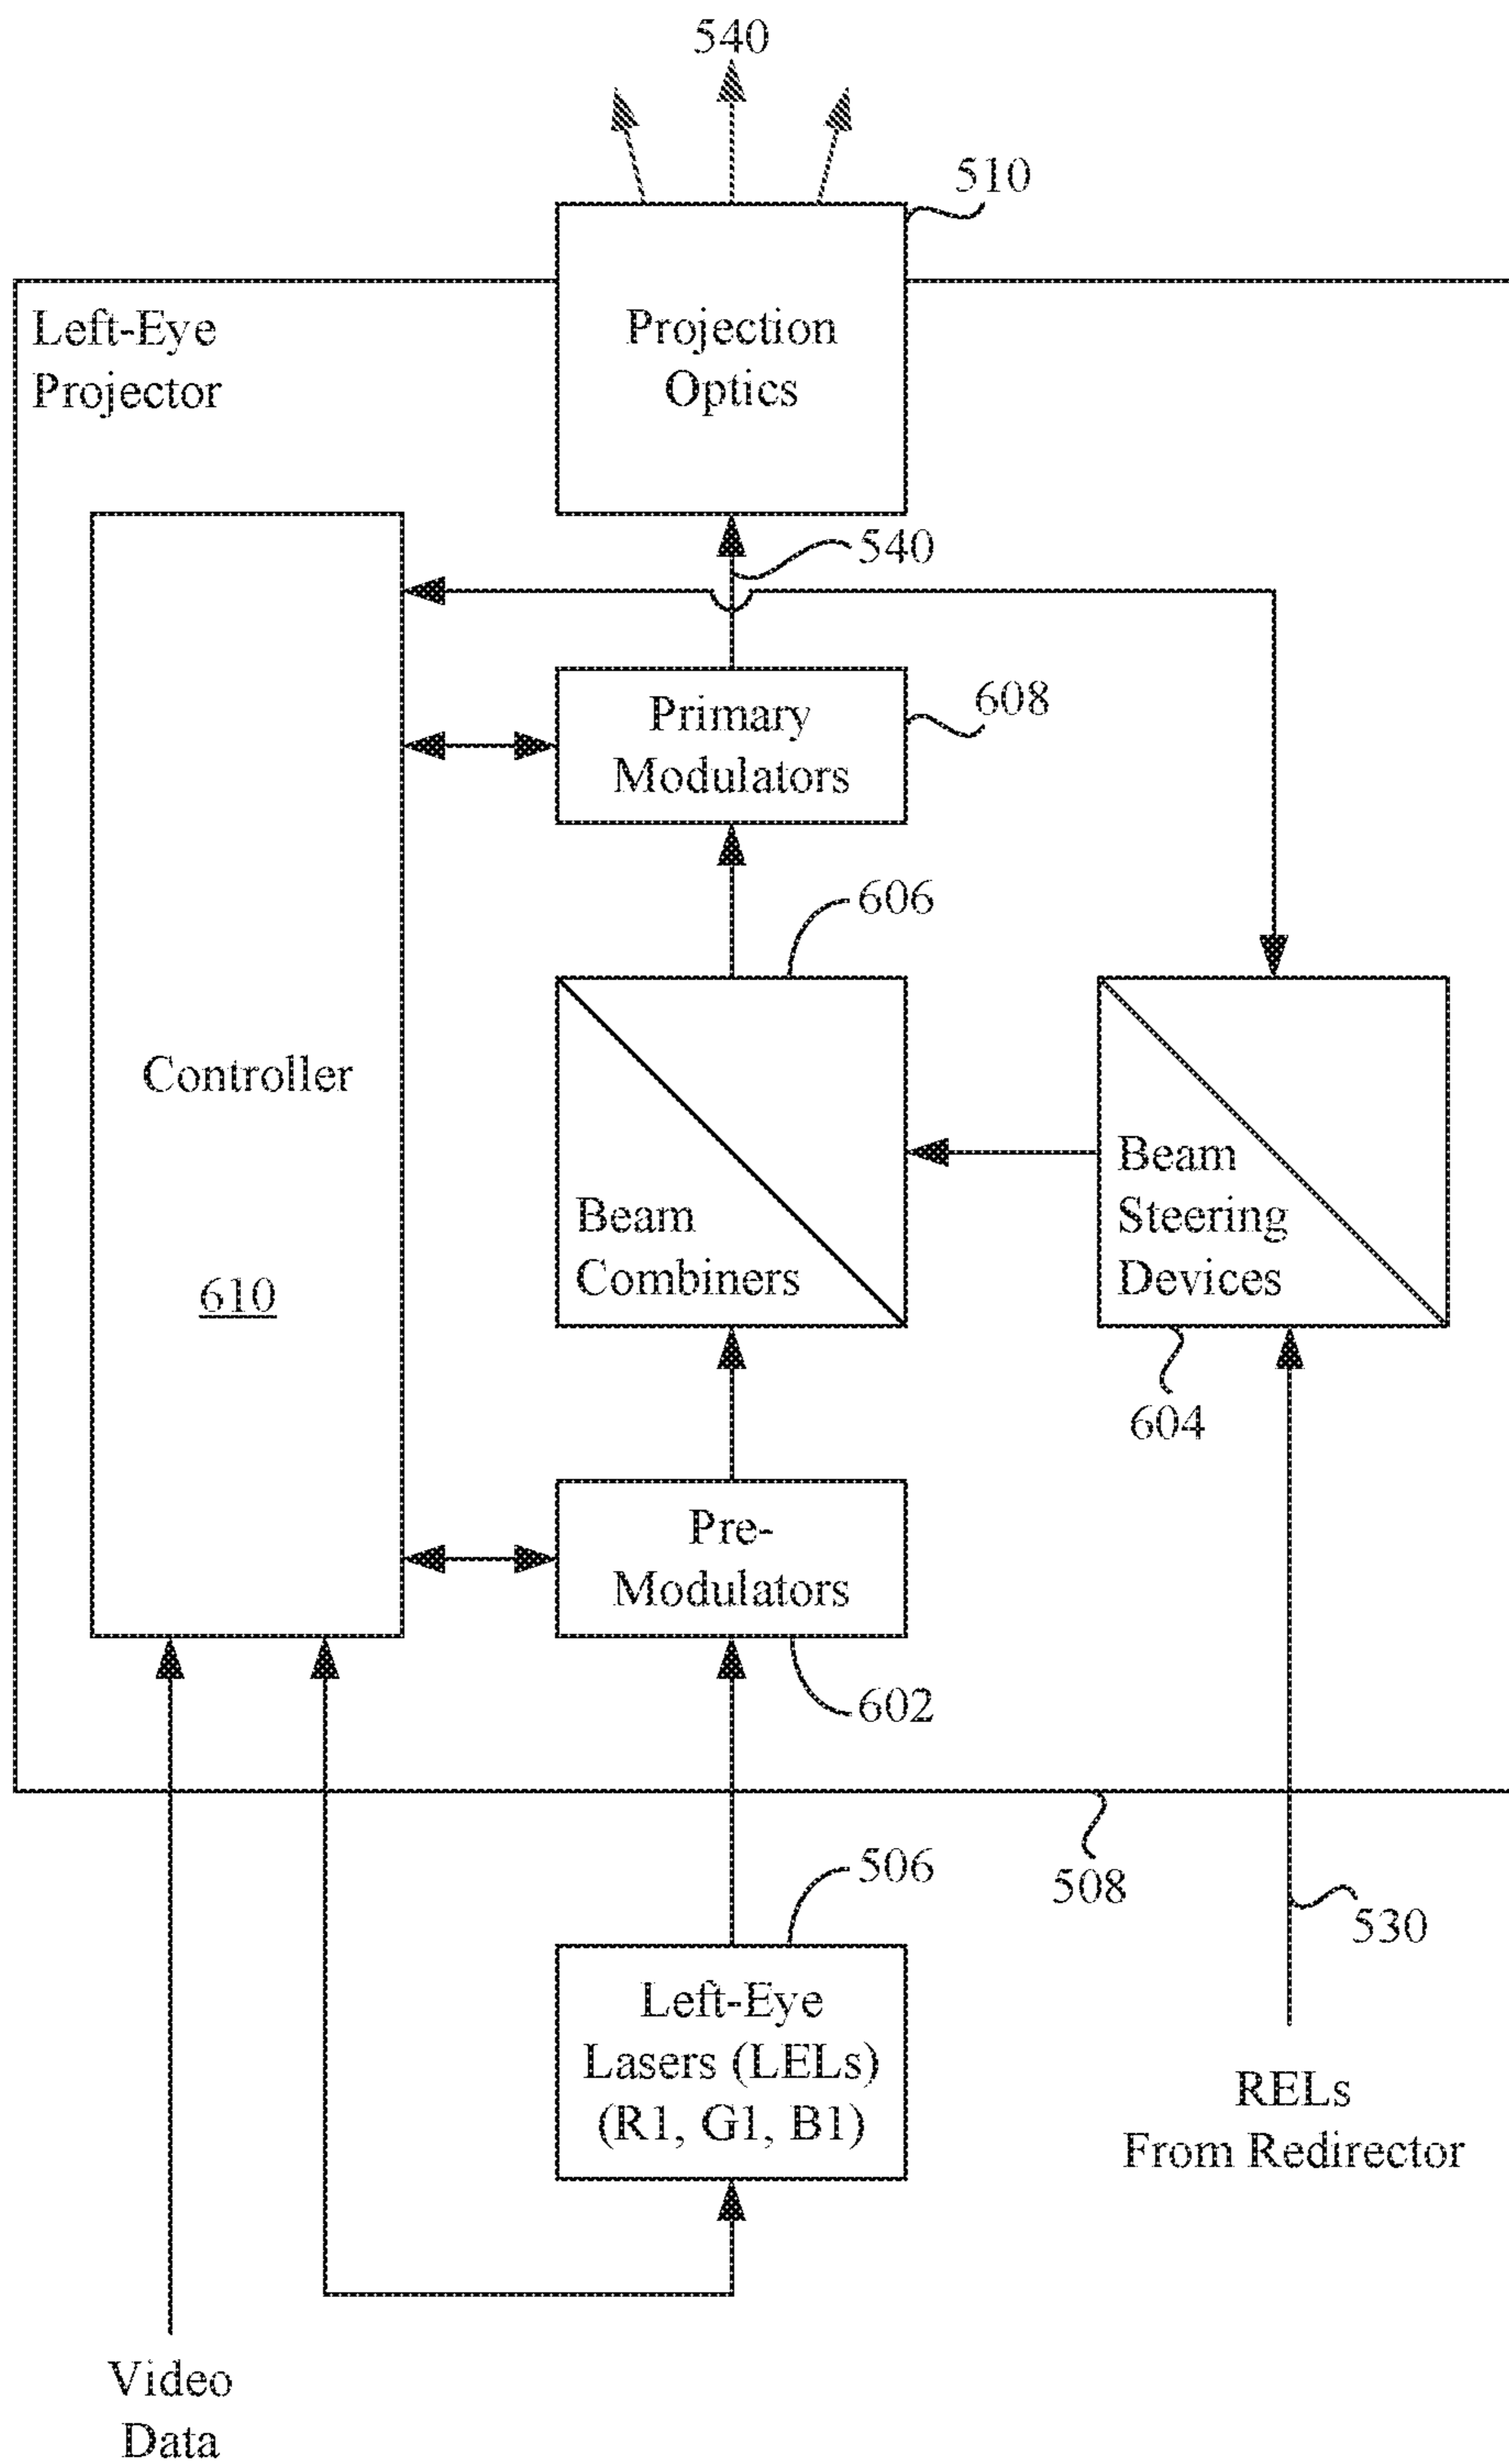 540
510
Left-Eye
Projector
Projection
Optics
540
Primary
Modulators
608
606
Controller
610
Beam
Combiners
Beam
Steering
Devices
604
Pre-
Modulators
602
506
508
530
Left-Eye
Lasers (LELs)
(R1, G1, B1)
RELs
From Redirector
Video
Data